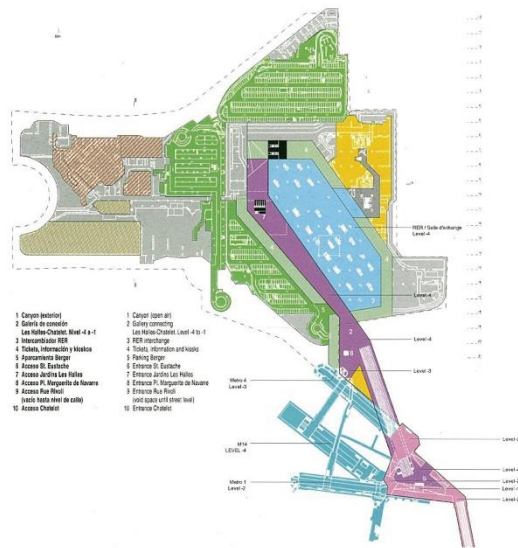 RER / Salle d'exchange
Level -4
Level -4
Level -4
Level -3
1 Canyon (exterior)
2 Galería de conexión
Les Halles-Chatelet. Nivel -4 a -1
3 Intercambiador RER
4 Tickets, información y kioskos
5 Aparcamiento Berger
6 Acceso St. Eustache
7 Acceso Jardins Les Halles
8 Acceso Pl. Marguerite de Navarre
9 Acceso Rue Rivoli
(vacío hasta nivel de calle)
10 Acceso Chatelet
1 Canyon (open air)
2 Gallery connecting
Les Halles-Chatelet. Level -4 to -1
3 RER interchange
4 Tickets, information and kiosks
5 Parking Berger
6 Entrance St. Eustache
7 Entrance Jardins Les Halles
8 Entrance Pl. Marguerite de Navarre
9 Entrance Rue Rivoli
(void space until street level)
10 Entrance Chatelet
Metro 4
Level -3
M14
LEVEL -4
Metro 1
Level -2